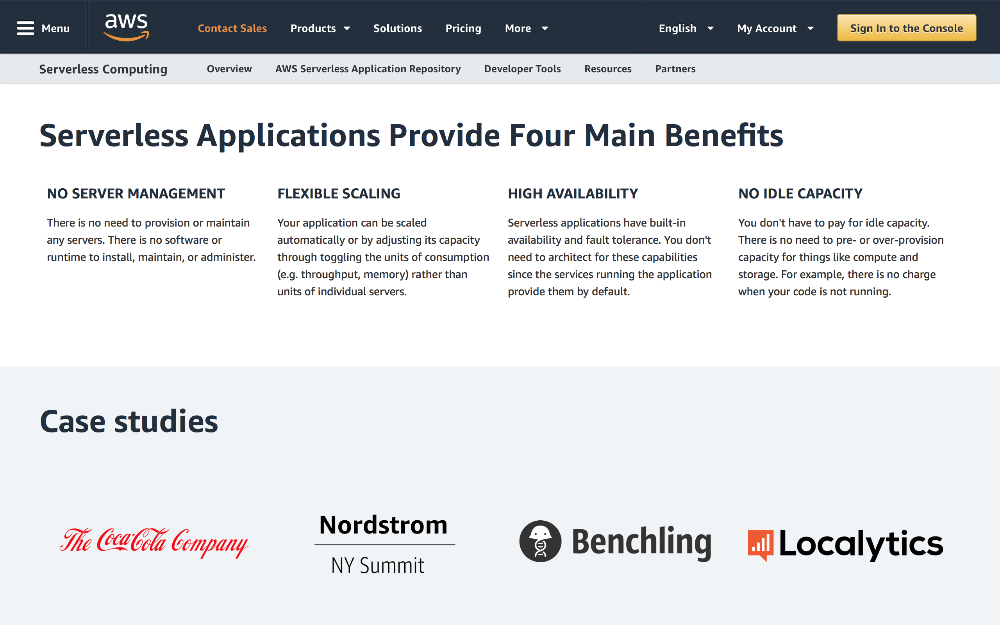 Menu
aws
Contact Sales
Products
Solutions
Pricing
More
English
My Account
Sign In to the Console
Serverless Computing
Overview
AWS Serverless Application Repository
Developer Tools
Resources
Partners
Serverless Applications Provide Four Main Benefits
NO SERVER MANAGEMENT
There is no need to provision or maintain
any servers. There is no software or
runtime to install, maintain, or administer.
FLEXIBLE SCALING
Your application can be scaled
automatically or by adjusting its capacity
through toggling the units of consumption
(e.g. throughput, memory) rather than
units of individual servers.
HIGH AVAILABILITY
Serverless applications have built-in
availability and fault tolerance. You don't
need to architect for these capabilities
since the services running the application
provide them by default.
NO IDLE CAPACITY
You don't have to pay for idle capacity.
There is no need to pre- or over-provision
capacity for things like compute and
storage. For example, there is no charge
when your code is not running.
Case studies
The Coca-Cola Company
Nordstrom
NY Summit
Benchling
Localytics